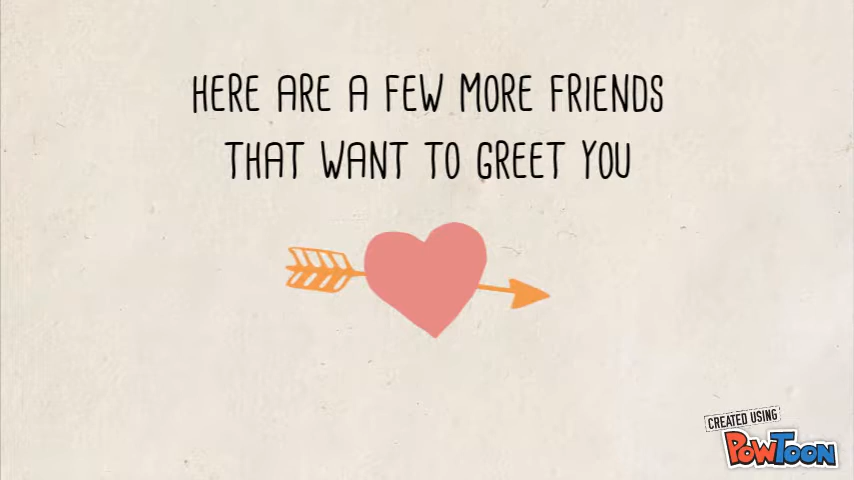 HERE ARE A FEW MORE FRIENDS
THAT WANT TO GREET YOU
CREATED USING
POWTOON